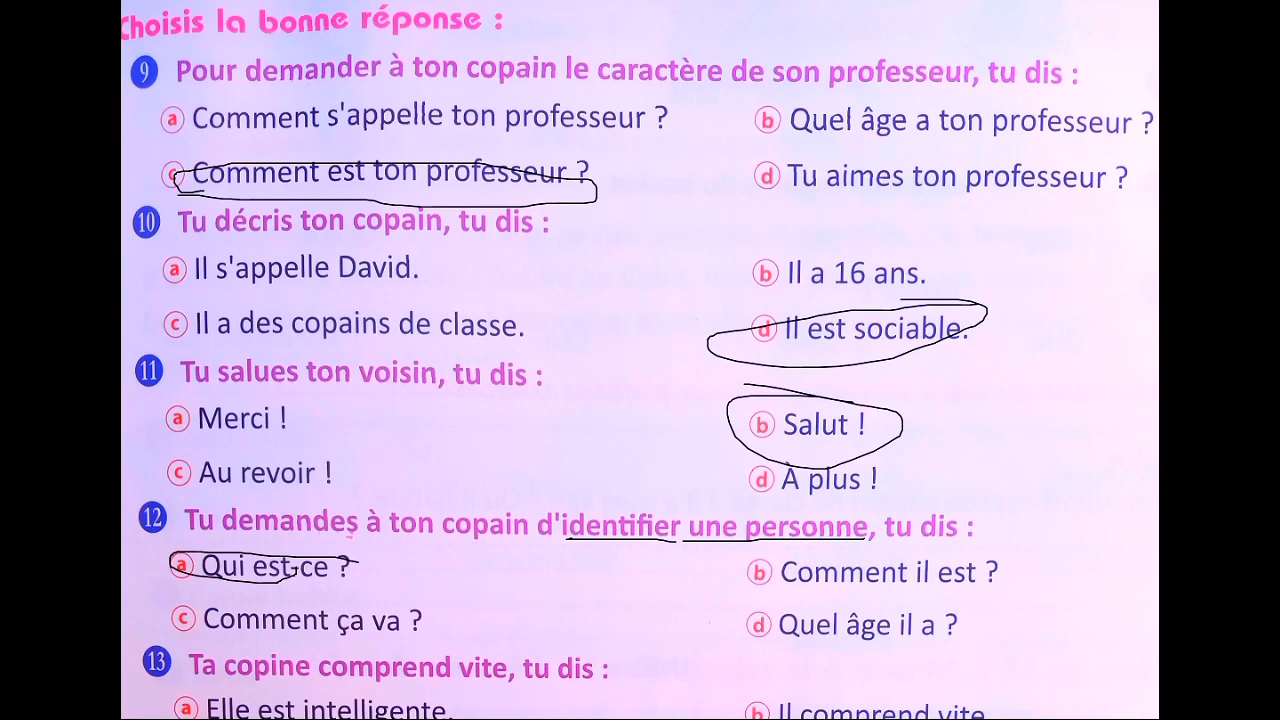 Choisis la bonne réponse :
9 Pour demander à ton copain le caractère de son professeur, tu dis :
a Comment s'appelle ton professeur ? b Quel âge a ton professeur ?
c Comment est ton professeur ? d Tu aimes ton professeur ?
10 Tu décris ton copain, tu dis :
a Il s'appelle David. b Il a 16 ans.
c Il a des copains de classe. d Il est sociable.
11 Tu salues ton voisin, tu dis :
a Merci ! b Salut !
c Au revoir ! d À plus !
12 Tu demandes à ton copain d'identifier une personne, tu dis :
a Qui est-ce ? b Comment il est ?
c Comment ça va ? d Quel âge il a ?
13 Ta copine comprend vite, tu dis :
a Elle est intelligente. b Il comprend vite